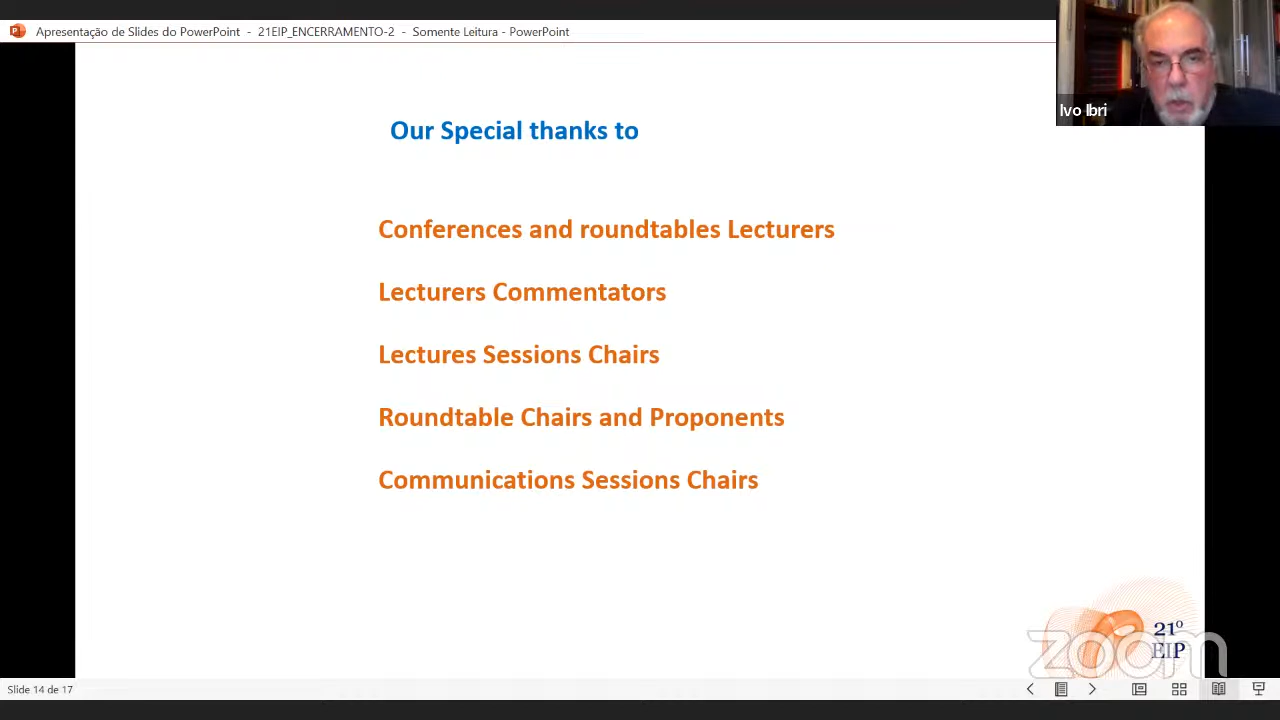 Apresentação de Slides do PowerPoint - 21EIP_ENCERRAMENTO-2 - Somente Leitura - PowerPoint
Ivo Ibri
Our Special thanks to
Conferences and roundtables Lecturers
Lecturers Commentators
Lectures Sessions Chairs
Roundtable Chairs and Proponents
Communications Sessions Chairs
21º
EIP
zoom
Slide 14 de 17